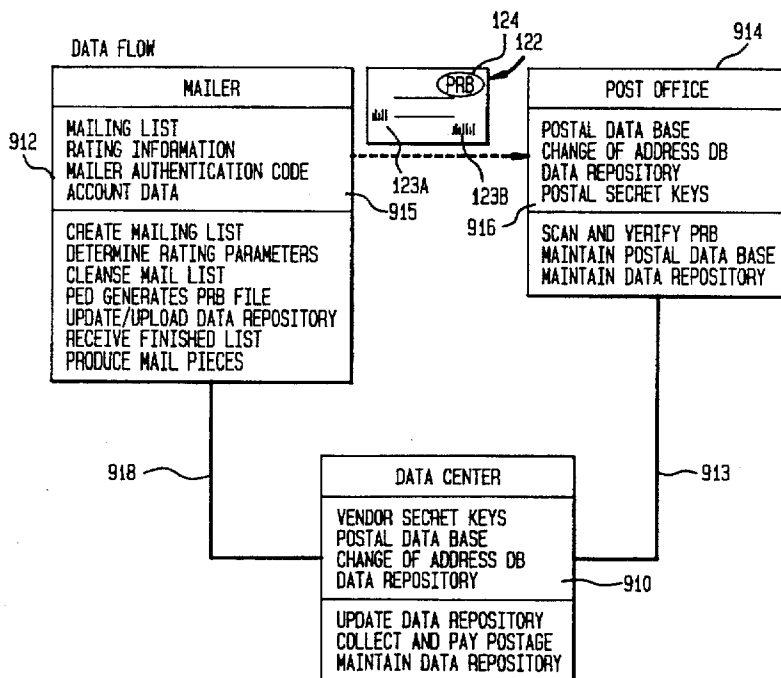 DATA FLOW
124
122
914
MAILER
PRB
POST OFFICE
912
MAILING LIST
RATING INFORMATION
MAILER AUTHENTICATION CODE
ACCOUNT DATA
915
123A
123B
POSTAL DATA BASE
CHANGE OF ADDRESS DB
DATA REPOSITORY
POSTAL SECRET KEYS
916
CREATE MAILING LIST
DETERMINE RATING PARAMETERS
CLEANSE MAIL LIST
PED GENERATES PRB FILE
UPDATE/UPLOAD DATA REPOSITORY
RECEIVE FINISHED LIST
PRODUCE MAIL PIECES
SCAN AND VERIFY PRB
MAINTAIN POSTAL DATA BASE
MAINTAIN DATA REPOSITORY
918
913
DATA CENTER
VENDOR SECRET KEYS
POSTAL DATA BASE
CHANGE OF ADDRESS DB
DATA REPOSITORY
910
UPDATE DATA REPOSITORY
COLLECT AND PAY POSTAGE
MAINTAIN DATA REPOSITORY